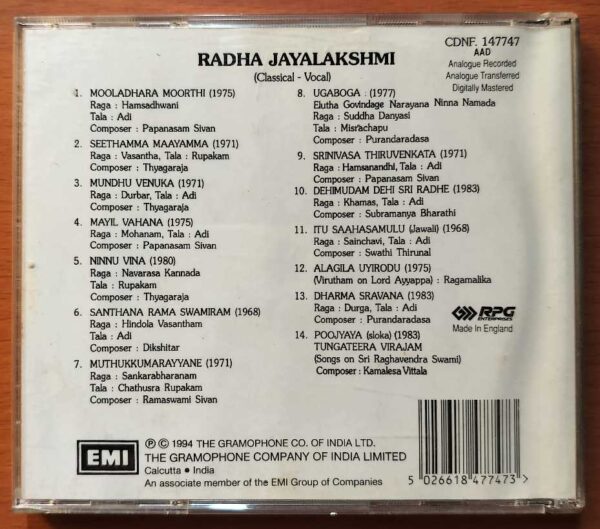 RADHA JAYALAKSHMI
(Classical - Vocal)
CDNF. 147747
AAD
Analogue Recorded
Analogue Transferred
Digitally Mastered
1. MOOLADHARA MOORTHI (1975)
Raga : Hamsadhwani
Tala : Adi
Composer : Papanasam Sivan
2. SEETHAMMA MAAYAMMA (1971)
Raga : Vasantha, Tala : Rupakam
Composer : Thyagaraja
3. MUNDHU VENUKA (1971)
Raga : Durbar, Tala : Adi
Composer : Thyagaraja
4. MAYIL VAHANA (1975)
Raga : Mohanam, Tala : Adi
Composer : Papanasam Sivan
5. NINNU VINA (1980)
Raga : Navarasa Kannada
Tala : Rupakam
Composer : Thyagaraja
6. SANTHANA RAMA SWAMIRAM (1968)
Raga : Hindola Vasantham
Tala : Adi
Composer : Dikshitar
7. MUTHUKKUMARAYYANE (1971)
Raga : Sankarabharanam
Tala : Chathusra Rupakam
Composer : Ramaswami Sivan
8. UGABOGA : (1977)
Elutha Govindage Narayana Ninna Namada
Raga : Suddha Danyasi
Tala : Misrachapu
Composer : Purandaradasa
9. SRINIVASA THIRUVENKATA (1971)
Raga : Hamsanandhi, Tala : Adi
Composer : Papanasam Sivan
10. DEHIMUDAM DEHI SRI RADHE (1983)
Raga : Khamas, Tala : Adi
Composer : Subramanya Bharathi
11. ITU SAAHASAMULU (Jawali) (1968)
Raga : Sainchavi, Tala : Adi
Composer : Swathi Thirunal
12. ALAGILA UYIRODU (1975)
(Virutham on Lord Ayyappa) : Ragamalika
13. DHARMA SRAVANA (1983)
Raga : Durga, Tala : Adi
Composer : Purandaradasa
14. POOJYAYA (sloka) (1983)
TUNGATEERA VIRAJAM
(Songs on Sri Raghavendra Swami)
Composer : Kamalesa Vittala
RPG
ENTERPRISES
Made In England
EMI
Ⓟ © 1994 THE GRAMOPHONE CO. OF INDIA LTD.
THE GRAMOPHONE COMPANY OF INDIA LIMITED
Calcutta • India
An associate member of the EMI Group of Companies
5 026618 477473 >